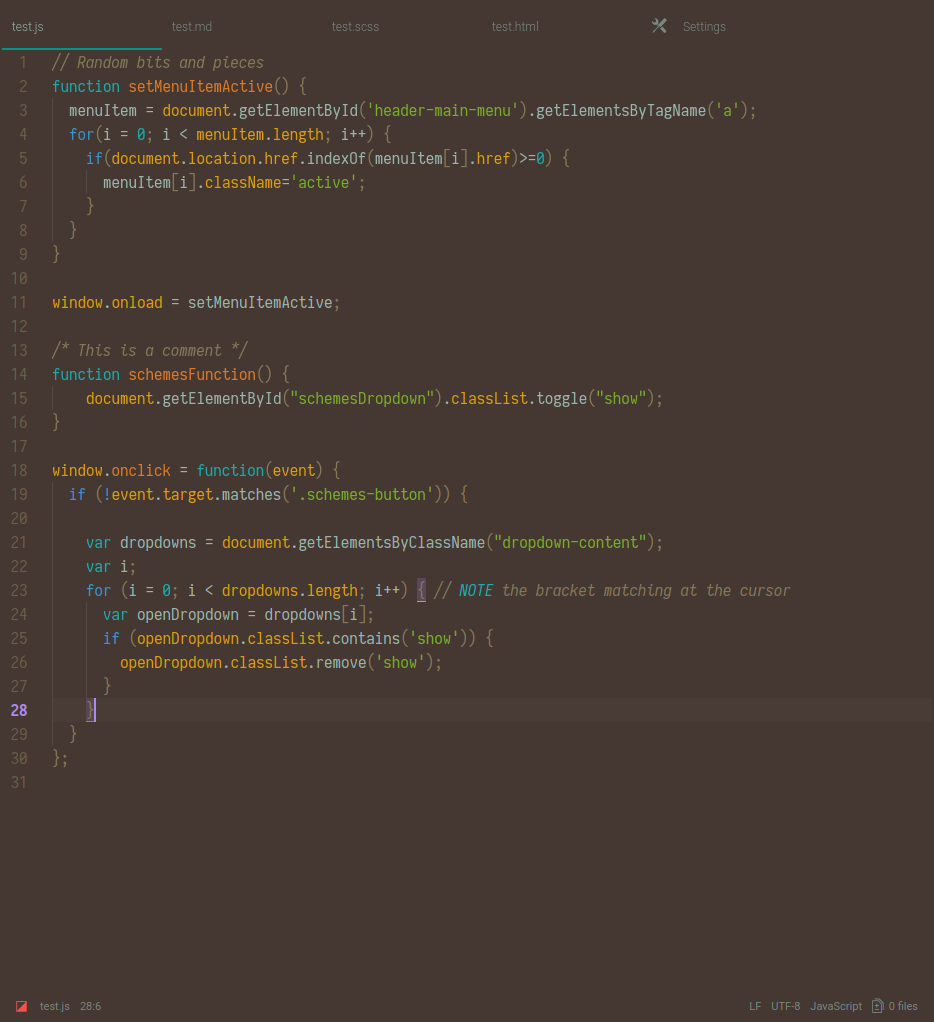 test.js test.md test.scss test.html Settings
1 // Random bits and pieces
2 function setMenuItemActive() {
3   menuItem = document.getElementById('header-main-menu').getElementsByTagName('a');
4   for(i = 0; i < menuItem.length; i++) {
5     if(document.location.href.indexOf(menuItem[i].href)>=0) {
6       menuItem[i].className='active';
7     }
8   }
9 }
10
11 window.onload = setMenuItemActive;
12
13 /* This is a comment */
14 function schemesFunction() {
15     document.getElementById("schemesDropdown").classList.toggle("show");
16 }
17
18 window.onclick = function(event) {
19   if (!event.target.matches('.schemes-button')) {
20
21     var dropdowns = document.getElementsByClassName("dropdown-content");
22     var i;
23     for (i = 0; i < dropdowns.length; i++) { // NOTE the bracket matching at the cursor
24       var openDropdown = dropdowns[i];
25       if (openDropdown.classList.contains('show')) {
26         openDropdown.classList.remove('show');
27       }
28     }
29   }
30 };
31
test.js 28:6 LF UTF-8 JavaScript 0 files